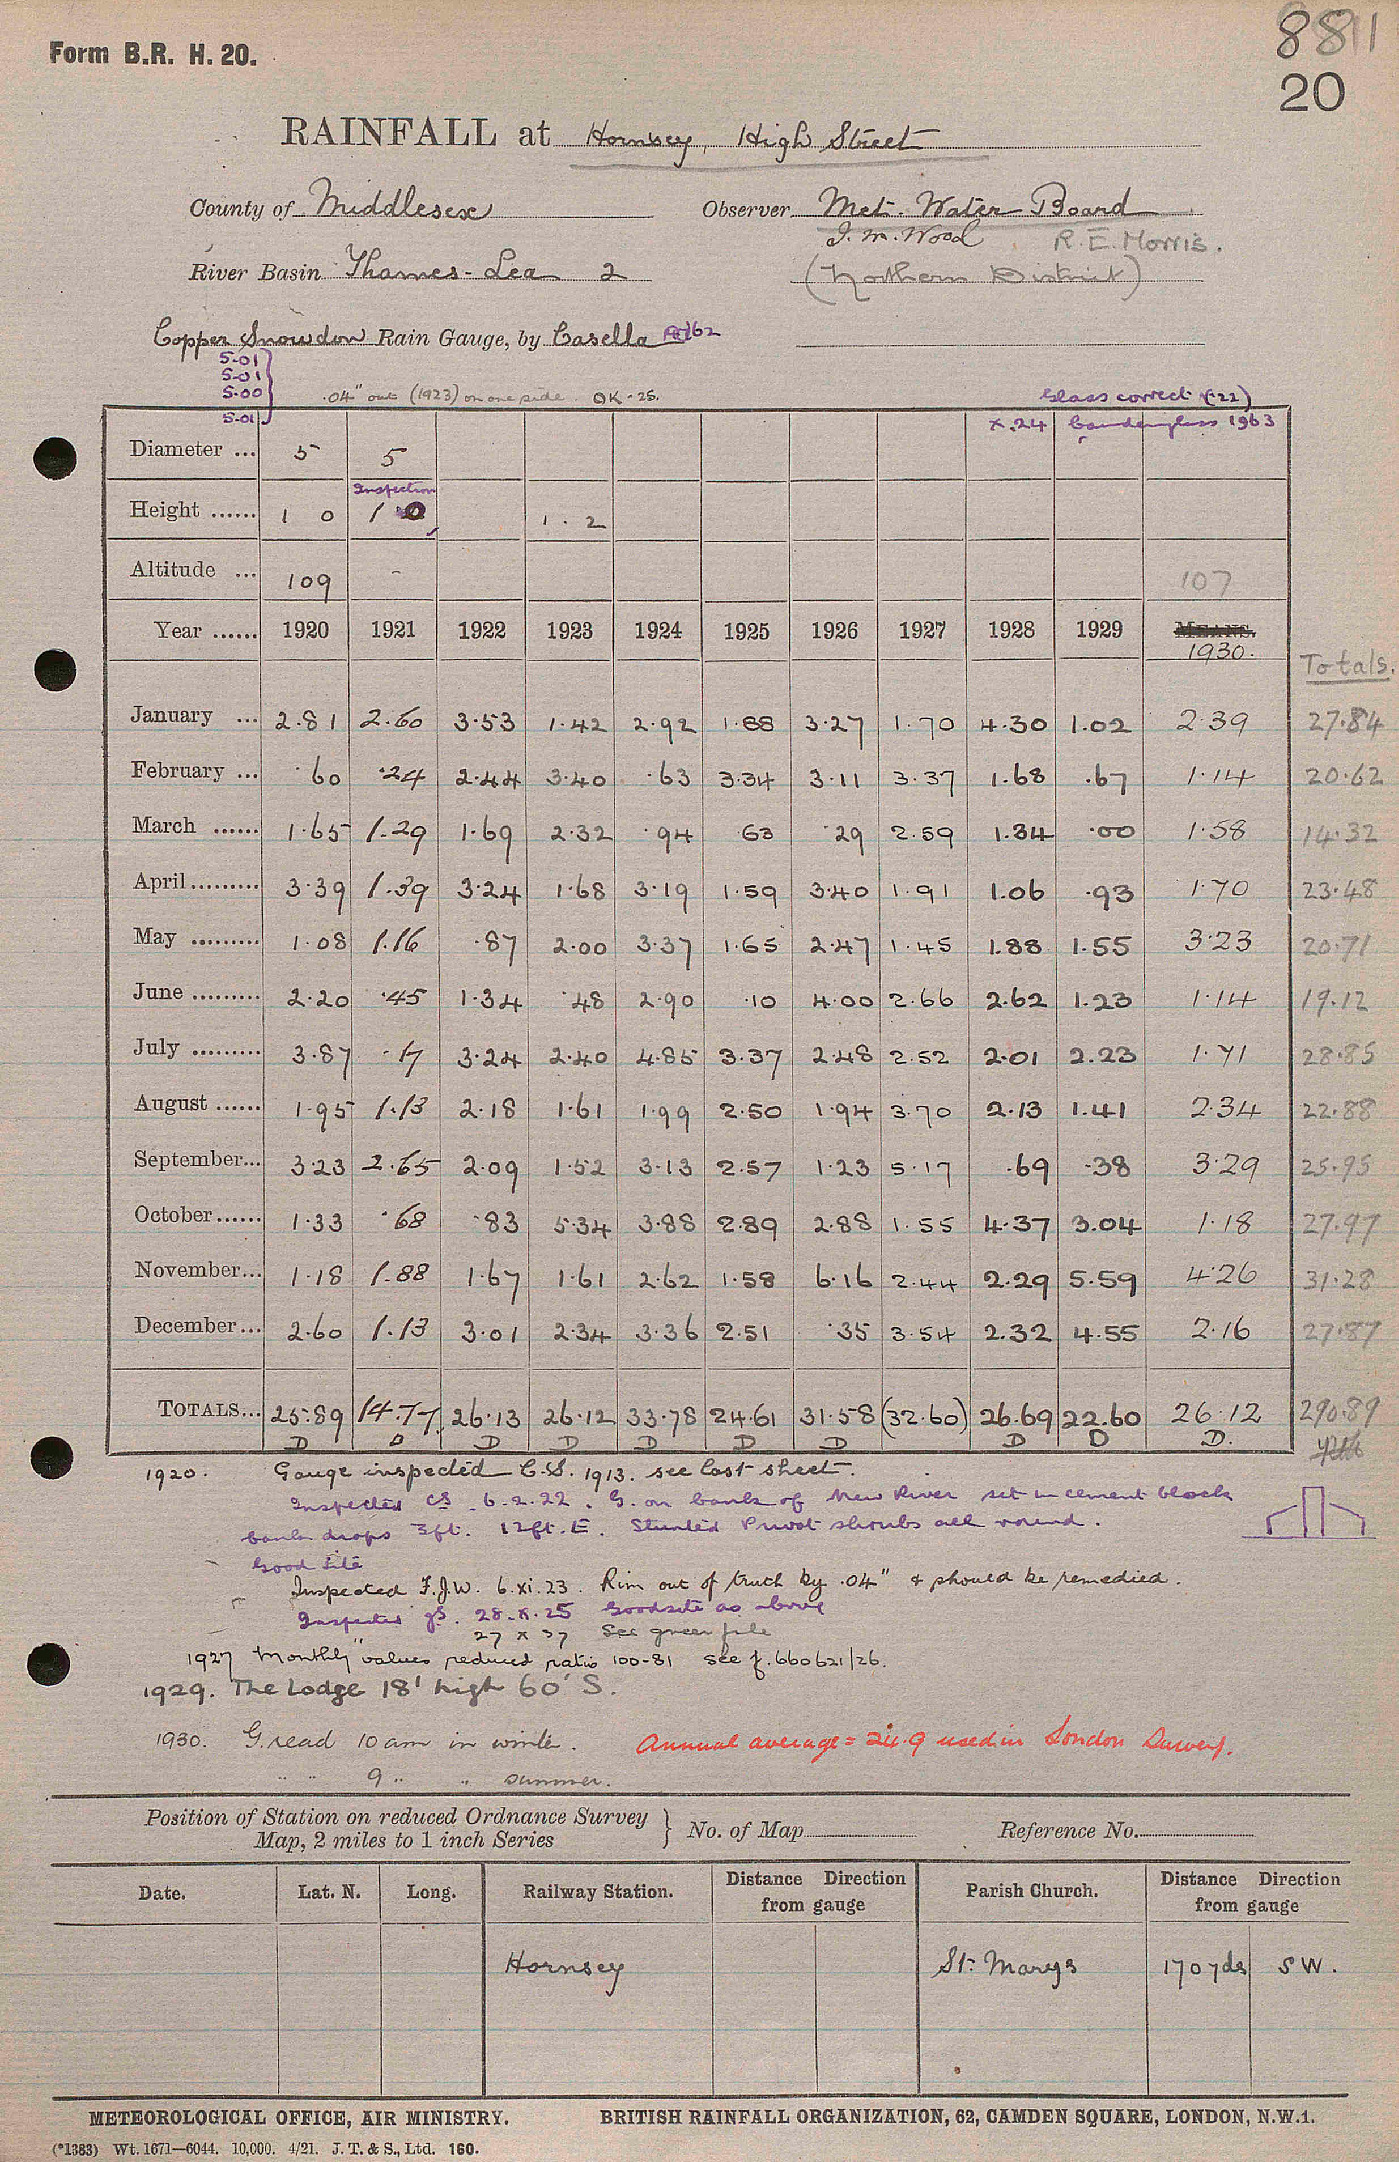 8811
Form B.R. H. 20.
20
RAINFALL at Hornsey, High Street
County of Middlesex Observer Met. Water Board
J. M. Wood R. E. Morris.
River Basin Thames-Lea 2 (Northern District)
Copper Snowdon Rain Gauge, by Casella
5.01
5.01
5.00
5.01
.04" out (1923) on one side. OK - 25. Glass correct (22)
x .24 Camden glass 1963
Diameter ... 5 5
Inspection
Height ...... 1 0 1 0 1 . 2
Altitude ... 109 - 107
Year ...... 1920 1921 1922 1923 1924 1925 1926 1927 1928 1929 MEANS.
1930. Totals.
January ... 2.81 2.60 3.53 1.42 2.92 1.88 3.27 1.70 4.30 1.02 2.39 27.84
February ... .60 .24 2.44 3.40 .63 3.34 3.11 3.37 1.68 .67 1.14 20.62
March ...... 1.65 1.29 1.69 2.32 .94 .63 .29 2.59 1.34 .00 1.58 14.32
April ......... 3.39 1.39 3.24 1.68 3.19 1.59 3.40 1.91 1.06 .93 1.70 23.48
May ......... 1.08 1.16 .87 2.00 3.37 1.65 2.47 1.45 1.88 1.55 3.23 20.71
June ......... 2.20 .45 1.34 .48 2.90 .10 4.00 2.66 2.62 1.23 1.14 19.12
July ......... 3.87 .17 3.24 2.40 4.85 3.37 2.48 2.52 2.01 2.23 1.71 28.85
August ...... 1.95 1.13 2.18 1.61 1.99 2.50 1.94 3.70 2.13 1.41 2.34 22.88
September... 3.23 2.65 2.09 1.52 3.13 2.57 1.23 5.17 .69 .38 3.29 25.95
October...... 1.33 .68 .83 5.34 3.88 2.89 2.88 1.55 4.37 3.04 1.18 27.97
November... 1.18 1.88 1.67 1.61 2.62 1.58 6.16 2.44 2.29 5.59 4.26 31.28
December... 2.60 1.13 3.01 2.34 3.36 2.51 .35 3.54 2.32 4.55 2.16 27.87
TOTALS... 25.89 14.77 26.13 26.12 33.78 24.61 31.58 (32.60) 26.69 22.60 26.12 290.89
D D D D D D D D D D.
1920. Gauge inspected C.S. 1913. see last sheet.
Inspected CS 6.2.22. G. on bank of New River set in cement block
bank drops 3ft. 12ft. E. Stunted Privot shrubs all round.
Good site
Inspected F.J.W. 6.xi.23. Rim out of truth by .04" & should be remedied.
Inspected gS. 28.x.25 Good site as above
27 x 37 See green file
1927 Monthly values reduced ratio 100-81 see f. 660621/26.
1929. The Lodge 18' high 60' S.
1930. G. read 10 am in winter. Annual average = 24.9 used in London Survey.
" " 9 " " summer.
Position of Station on reduced Ordnance Survey
Map, 2 miles to 1 inch Series } No. of Map Reference No.
Date. Lat. N. Long. Railway Station. Distance Direction from gauge Parish Church. Distance Direction from gauge
Hornsey St. Marys 170 yds SW.
METEOROLOGICAL OFFICE, AIR MINISTRY. BRITISH RAINFALL ORGANIZATION, 62, CAMDEN SQUARE, LONDON, N.W.1.
(*1383) Wt. 1671—6044. 10,000. 4/21. J. T. & S., Ltd. 160.